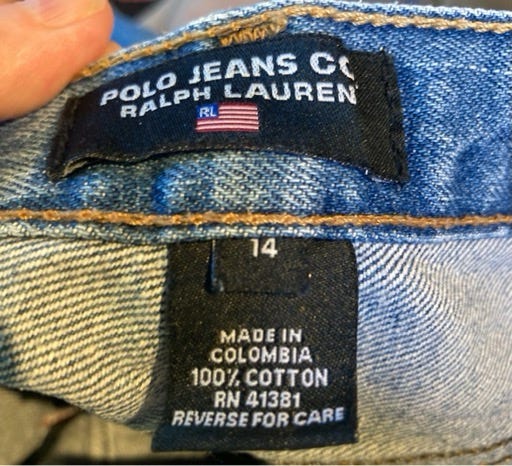 POLO JEANS CO
RALPH LAUREN
RL
14
MADE IN
COLOMBIA
100% COTTON
RN 41381
REVERSE FOR CARE